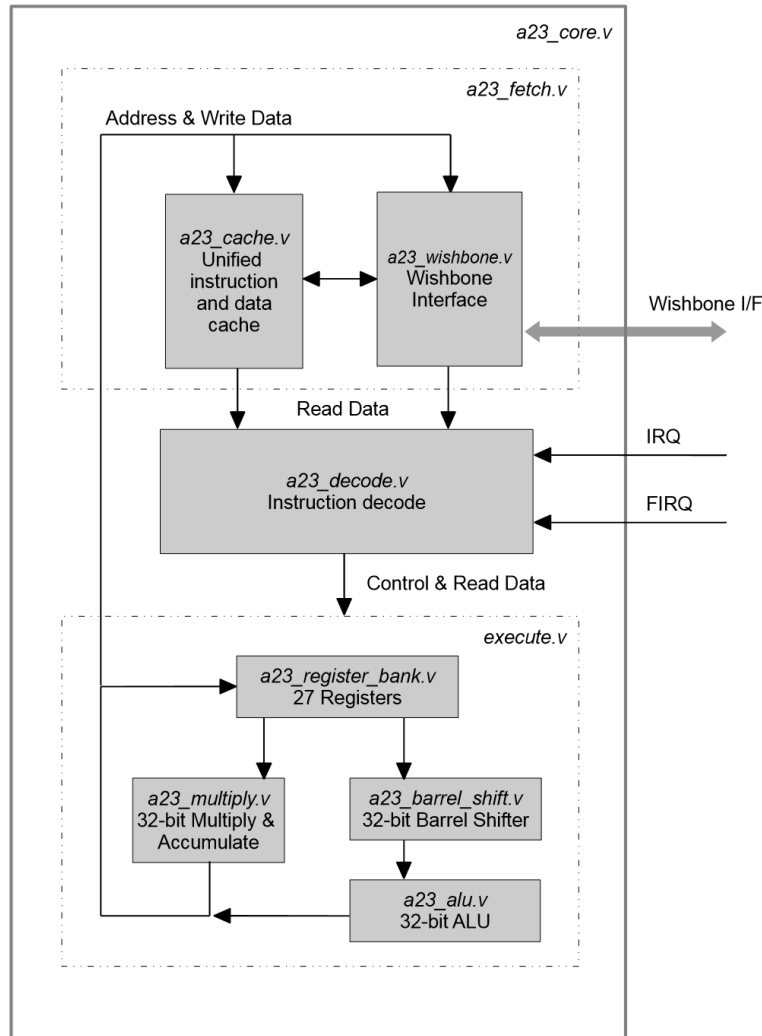 a23_core.v
a23_fetch.v
Address & Write Data
a23_cache.v
Unified
instruction
and data
cache
a23_wishbone.v
Wishbone
Interface
Wishbone I/F
Read Data
IRQ
a23_decode.v
Instruction decode
FIRQ
Control & Read Data
execute.v
a23_register_bank.v
27 Registers
a23_multiply.v
32-bit Multiply &
Accumulate
a23_barrel_shift.v
32-bit Barrel Shifter
a23_alu.v
32-bit ALU